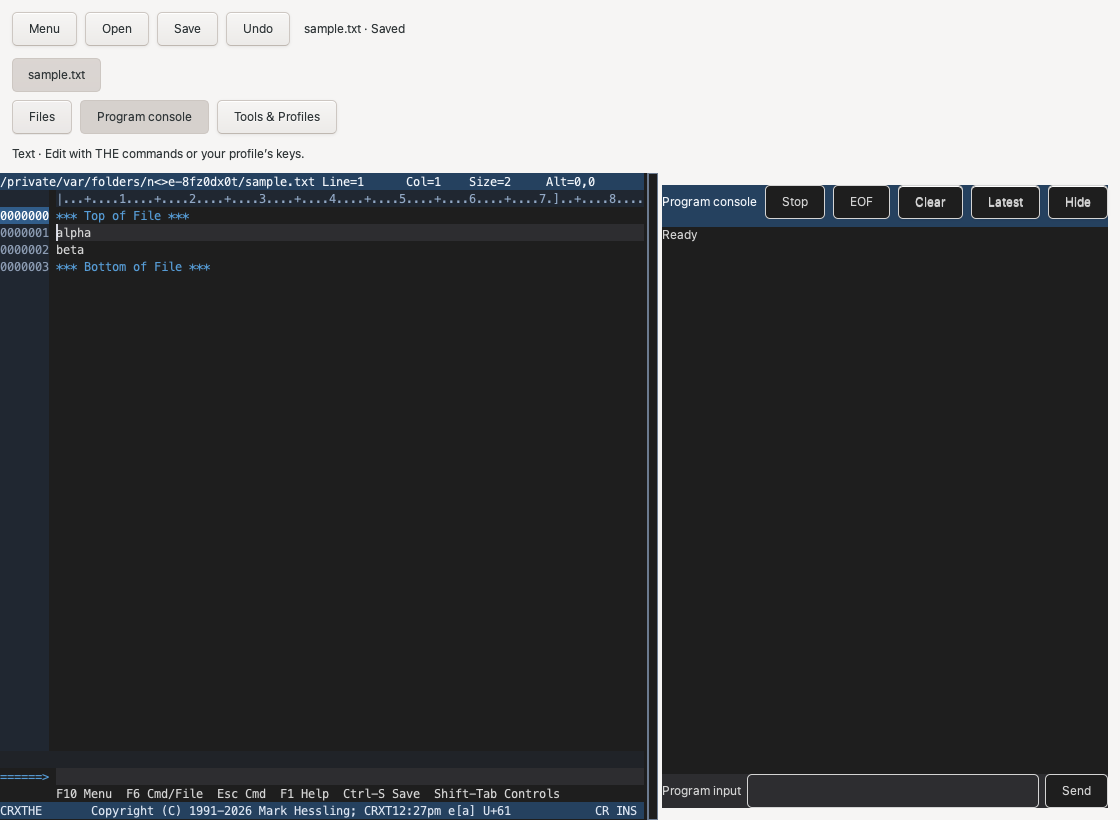 Menu Open Save Undo sample.txt · Saved
sample.txt
Files Program console Tools & Profiles
Text · Edit with THE commands or your profile’s keys.
/private/var/folders/n<>e-8fz0dx0t/sample.txt Line=1 Col=1 Size=2 Alt=0,0
|...+....1....+....2....+....3....+....4....+....5....+....6....+....7.]..+....8....
0000000 *** Top of File ***
0000001 alpha
0000002 beta
0000003 *** Bottom of File ***
======>
F10 Menu F6 Cmd/File Esc Cmd F1 Help Ctrl-S Save Shift-Tab Controls
CRXTHE Copyright (C) 1991-2026 Mark Hessling; CRXT12:27pm e[a] U+61 CR INS
Program console Stop EOF Clear Latest Hide
Ready
Program input Send